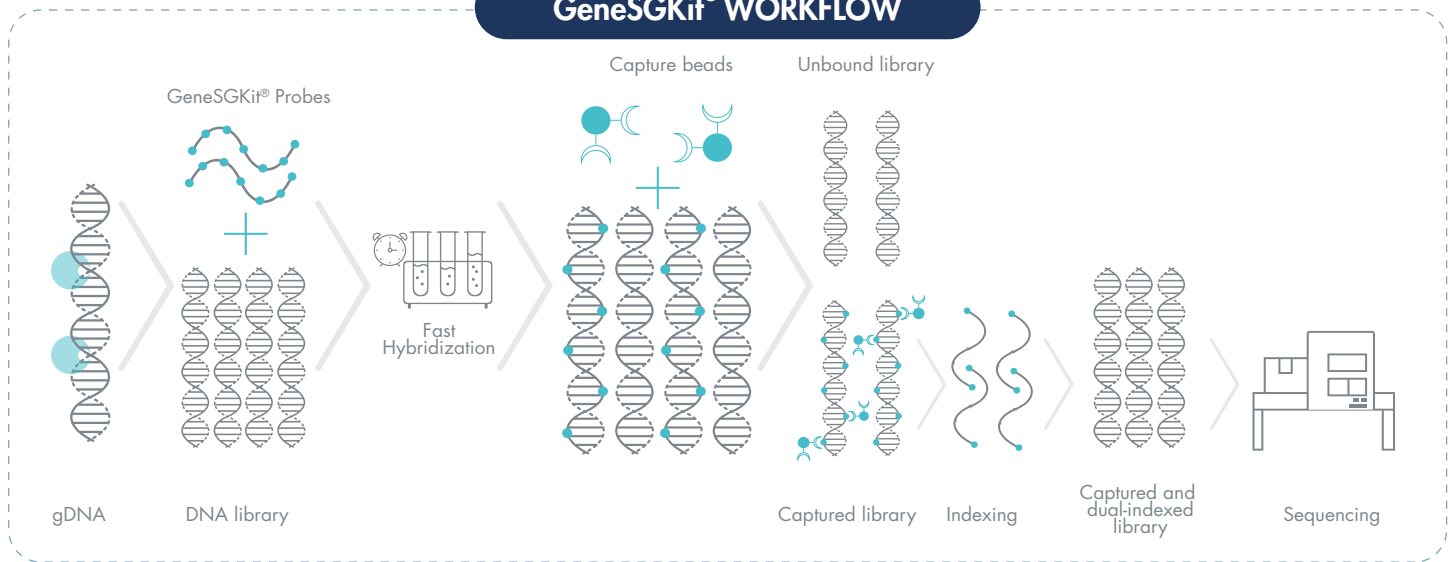 GeneSGKit® WORKFLOW
Capture beads
Unbound library
GeneSGKit® Probes
Fast
Hybridization
gDNA
DNA library
Captured library
Indexing
Captured and
dual-indexed
library
Sequencing